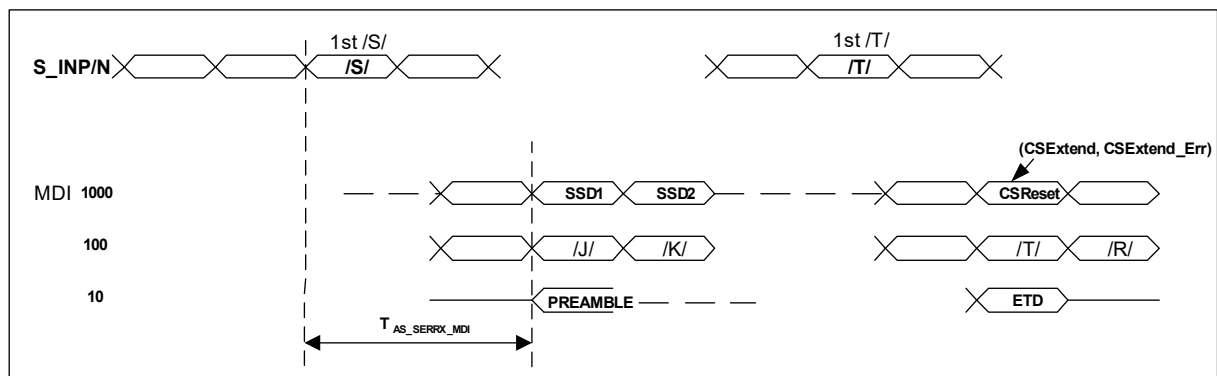 1st /S/
1st /T/
S_INP/N
/S/
/T/
(CSExtend, CSExtend_Err)
MDI 1000
SSD1
SSD2
CSReset
100
/J/
/K/
/T/
/R/
10
PREAMBLE
ETD
T AS_SERRX_MDI